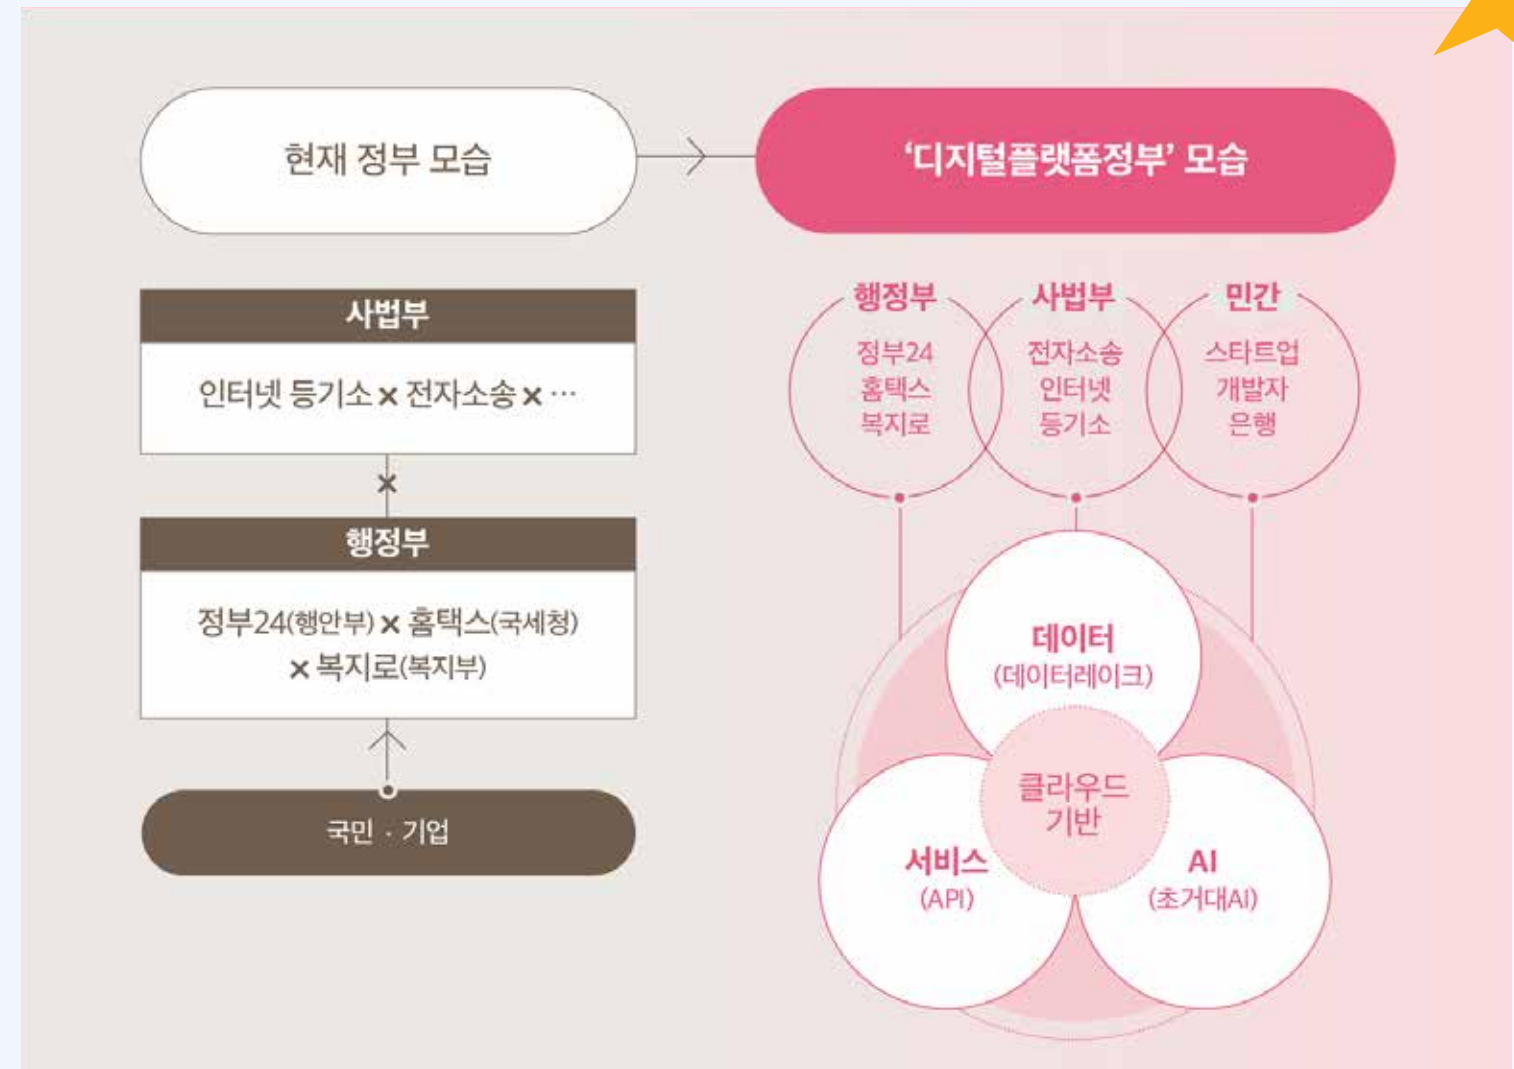 현재 정부 모습
‘디지털플랫폼정부’ 모습
사법부
인터넷 등기소 × 전자소송 × ···
×
행정부
정부24(행안부) × 홈택스(국세청)
× 복지로(복지부)
국민 · 기업
행정부
정부24
홈택스
복지로
사법부
전자소송
인터넷
등기소
민간
스타트업
개발자
은행
데이터
(데이터레이크)
클라우드
기반
서비스
(API)
AI
(초거대AI)